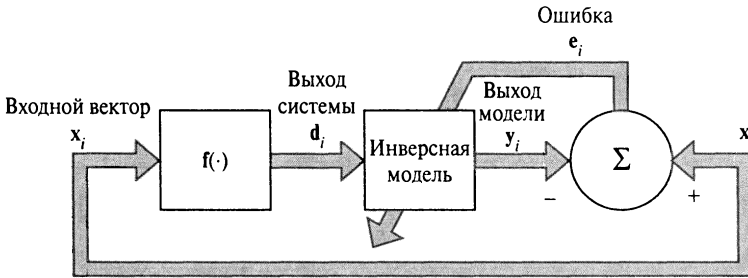 Ошибка
e_i
Входной вектор
x_i
Выход
системы
d_i
Выход
модели
y_i
f(·)
Инверсная
модель
Σ
x
−
+